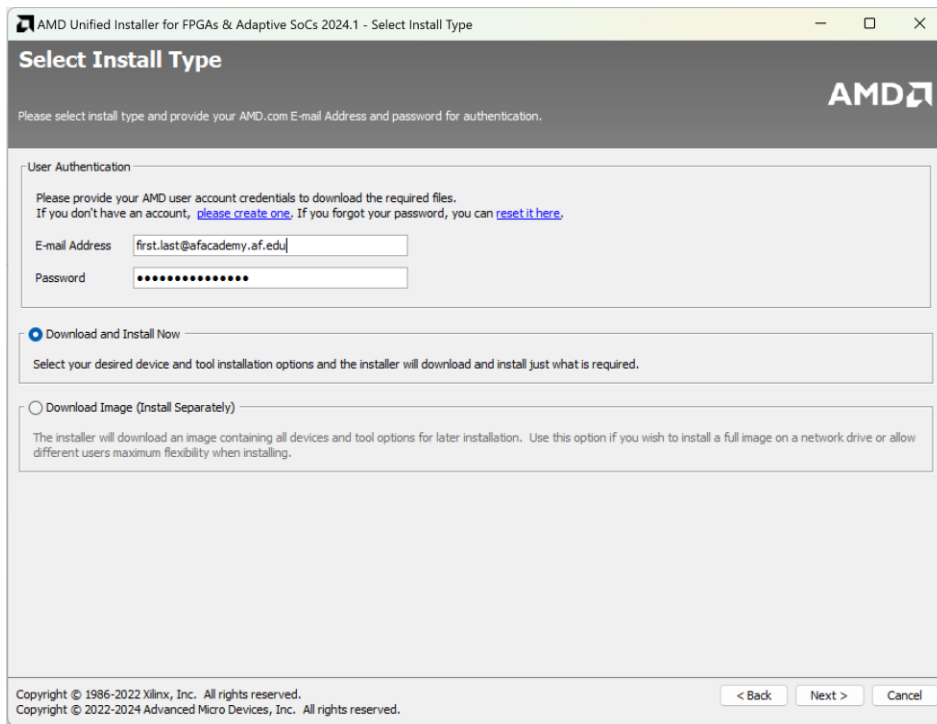 AMD Unified Installer for FPGAs & Adaptive SoCs 2024.1 - Select Install Type
Select Install Type
AMD
Please select install type and provide your AMD.com E-mail Address and password for authentication.
User Authentication
Please provide your AMD user account credentials to download the required files.
If you don't have an account, please create one. If you forgot your password, you can reset it here.
E-mail Address first.last@afacademy.af.edu
Password •••••••••••••••
Download and Install Now
Select your desired device and tool installation options and the installer will download and install just what is required.
Download Image (Install Separately)
The installer will download an image containing all devices and tool options for later installation. Use this option if you wish to install a full image on a network drive or allow
different users maximum flexibility when installing.
Copyright © 1986-2022 Xilinx, Inc. All rights reserved.
Copyright © 2022-2024 Advanced Micro Devices, Inc. All rights reserved.
< Back Next > Cancel